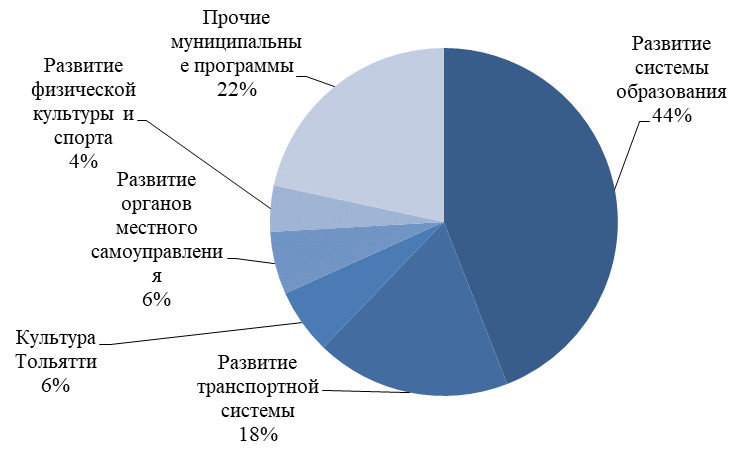 Прочие
муниципальны
е программы
22%
Развитие
системы
образования
44%
Развитие
физической
культуры и
спорта
4%
Развитие
органов
местного
самоуправлени
я
6%
Культура
Тольятти
6%
Развитие
транспортной
системы
18%